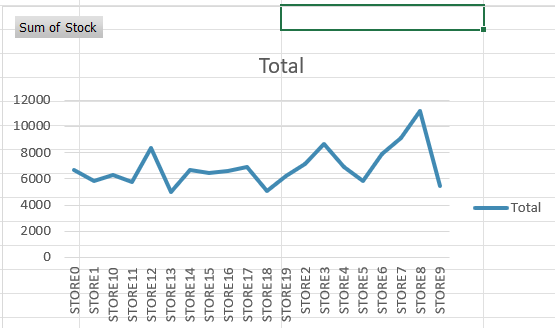 Sum of Stock
Total
12000
10000
8000
6000
4000
2000
0
STORE0
STORE1
STORE10
STORE11
STORE12
STORE13
STORE14
STORE15
STORE16
STORE17
STORE18
STORE19
STORE2
STORE3
STORE4
STORE5
STORE6
STORE7
STORE8
STORE9
Total